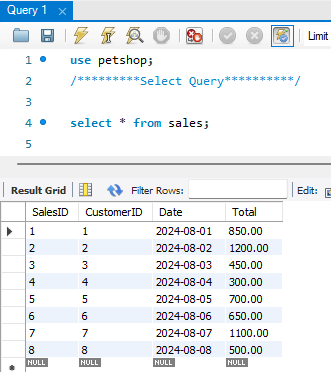 Query 1
Limit
1 use petshop;
2 /*********Select Query**********/
3
4 select * from sales;
5
Result Grid Filter Rows: Edit:
SalesID CustomerID Date Total
1 1 2024-08-01 850.00
2 2 2024-08-02 1200.00
3 3 2024-08-03 450.00
4 4 2024-08-04 300.00
5 5 2024-08-05 700.00
6 6 2024-08-06 650.00
7 7 2024-08-07 1100.00
8 8 2024-08-08 500.00
NULL NULL NULL NULL